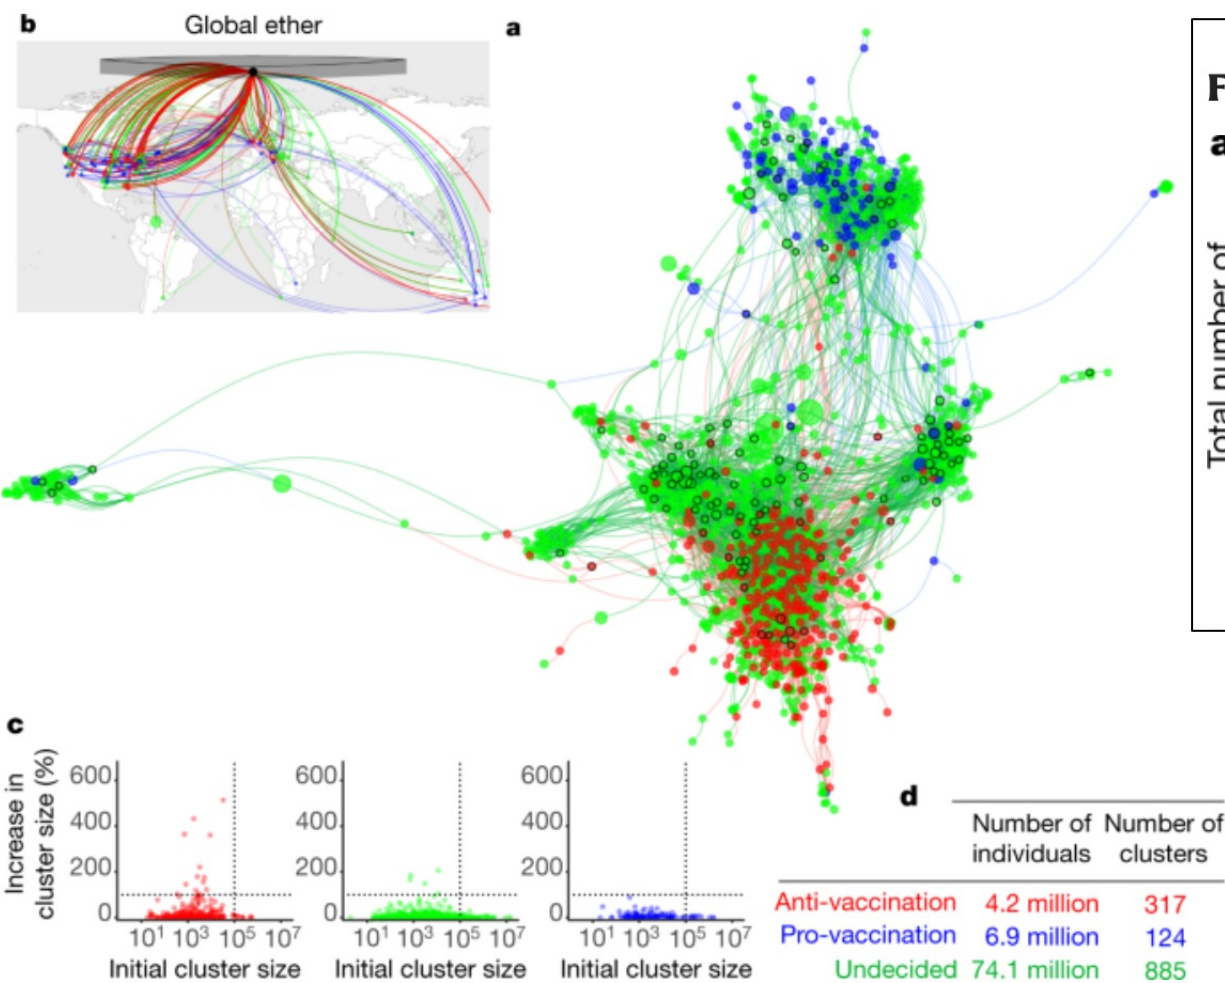 b Global ether
a
c
Increase in
cluster size (%)
600
400
200
0
10¹ 10³ 10⁵ 10⁷
Initial cluster size
600
400
200
0
10¹ 10³ 10⁵ 10⁷
Initial cluster size
600
400
200
0
10¹ 10³ 10⁵ 10⁷
Initial cluster size
d
Number of individuals Number of clusters
Anti-vaccination 4.2 million 317
Pro-vaccination 6.9 million 124
Undecided 74.1 million 885
a
Total number of